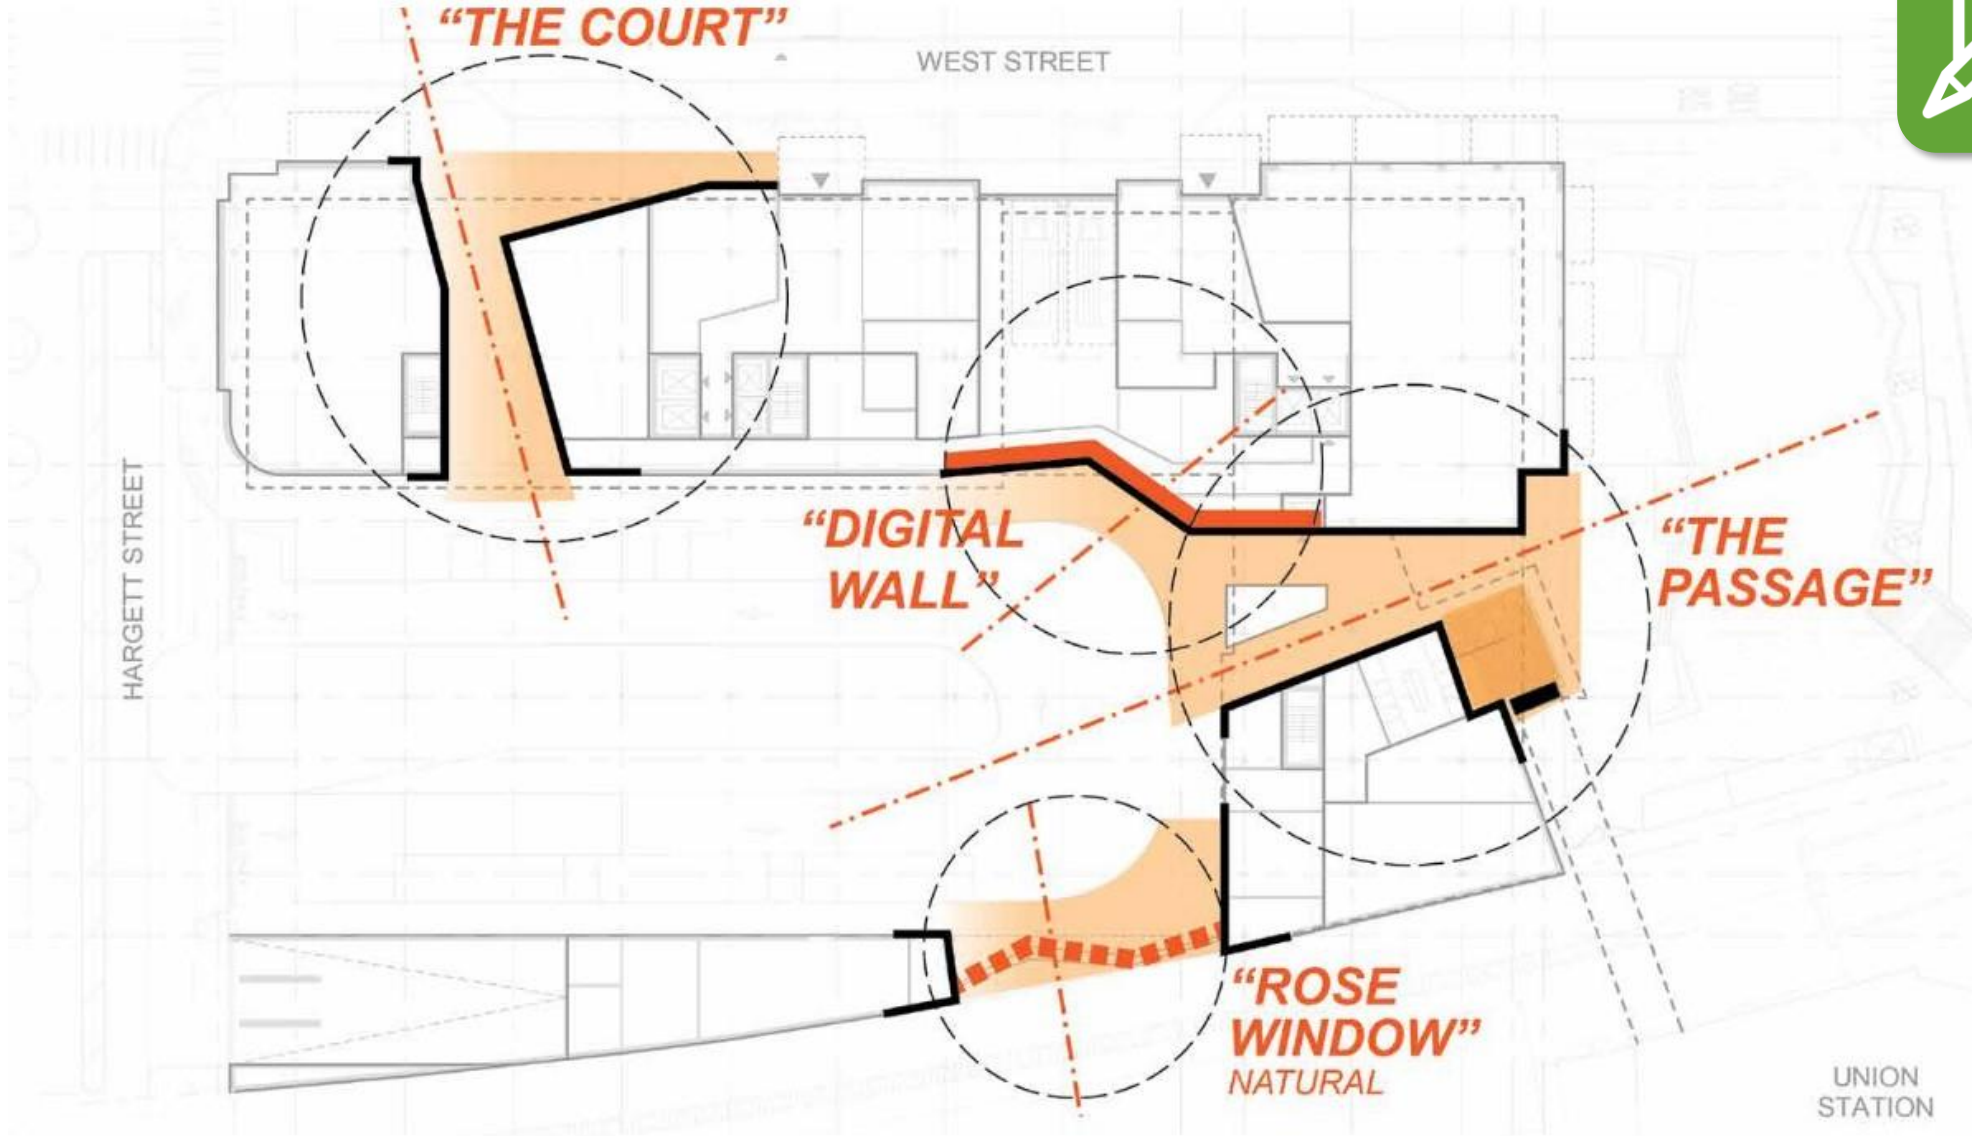 “THE COURT”
WEST STREET
HARGETT STREET
“DIGITAL
WALL”
“THE
PASSAGE”
“ROSE
WINDOW”
NATURAL
UNION
STATION